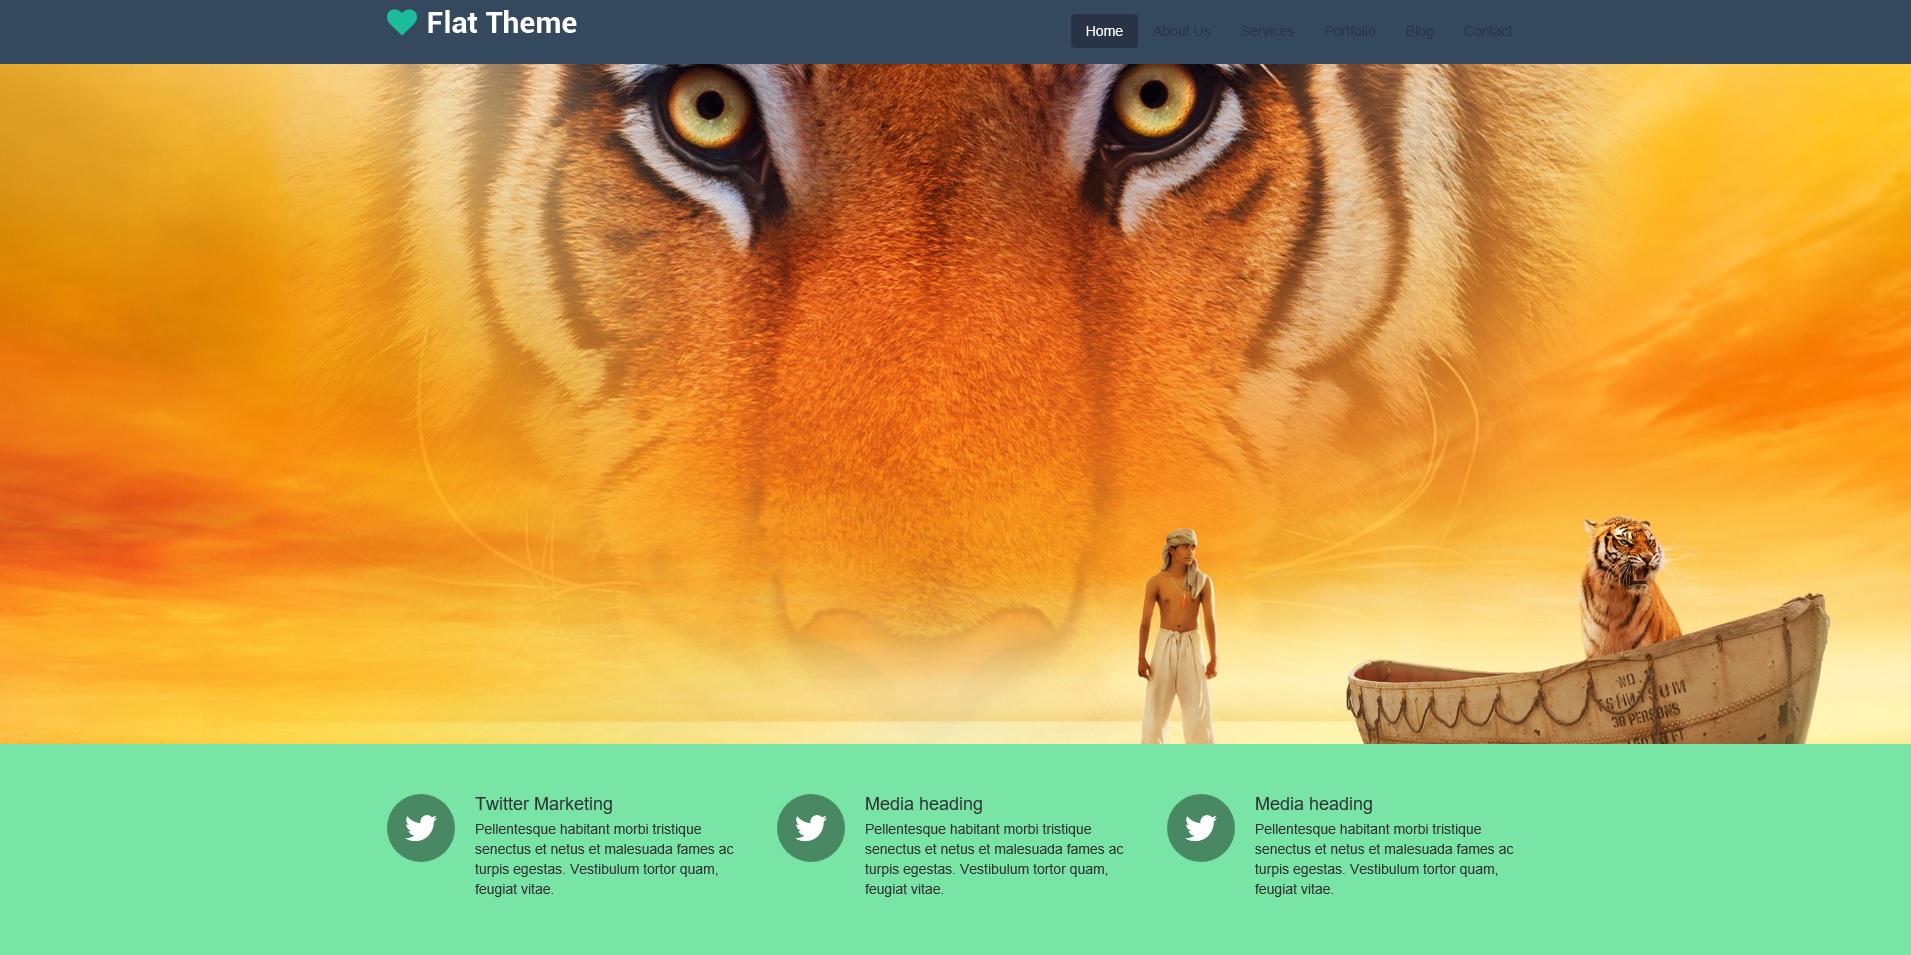 Flat Theme
Home About Us Services Portfolio Blog Contact
NO
30 PERSONS
Twitter Marketing
Pellentesque habitant morbi tristique
senectus et netus et malesuada fames ac
turpis egestas. Vestibulum tortor quam,
feugiat vitae.
Media heading
Pellentesque habitant morbi tristique
senectus et netus et malesuada fames ac
turpis egestas. Vestibulum tortor quam,
feugiat vitae.
Media heading
Pellentesque habitant morbi tristique
senectus et netus et malesuada fames ac
turpis egestas. Vestibulum tortor quam,
feugiat vitae.